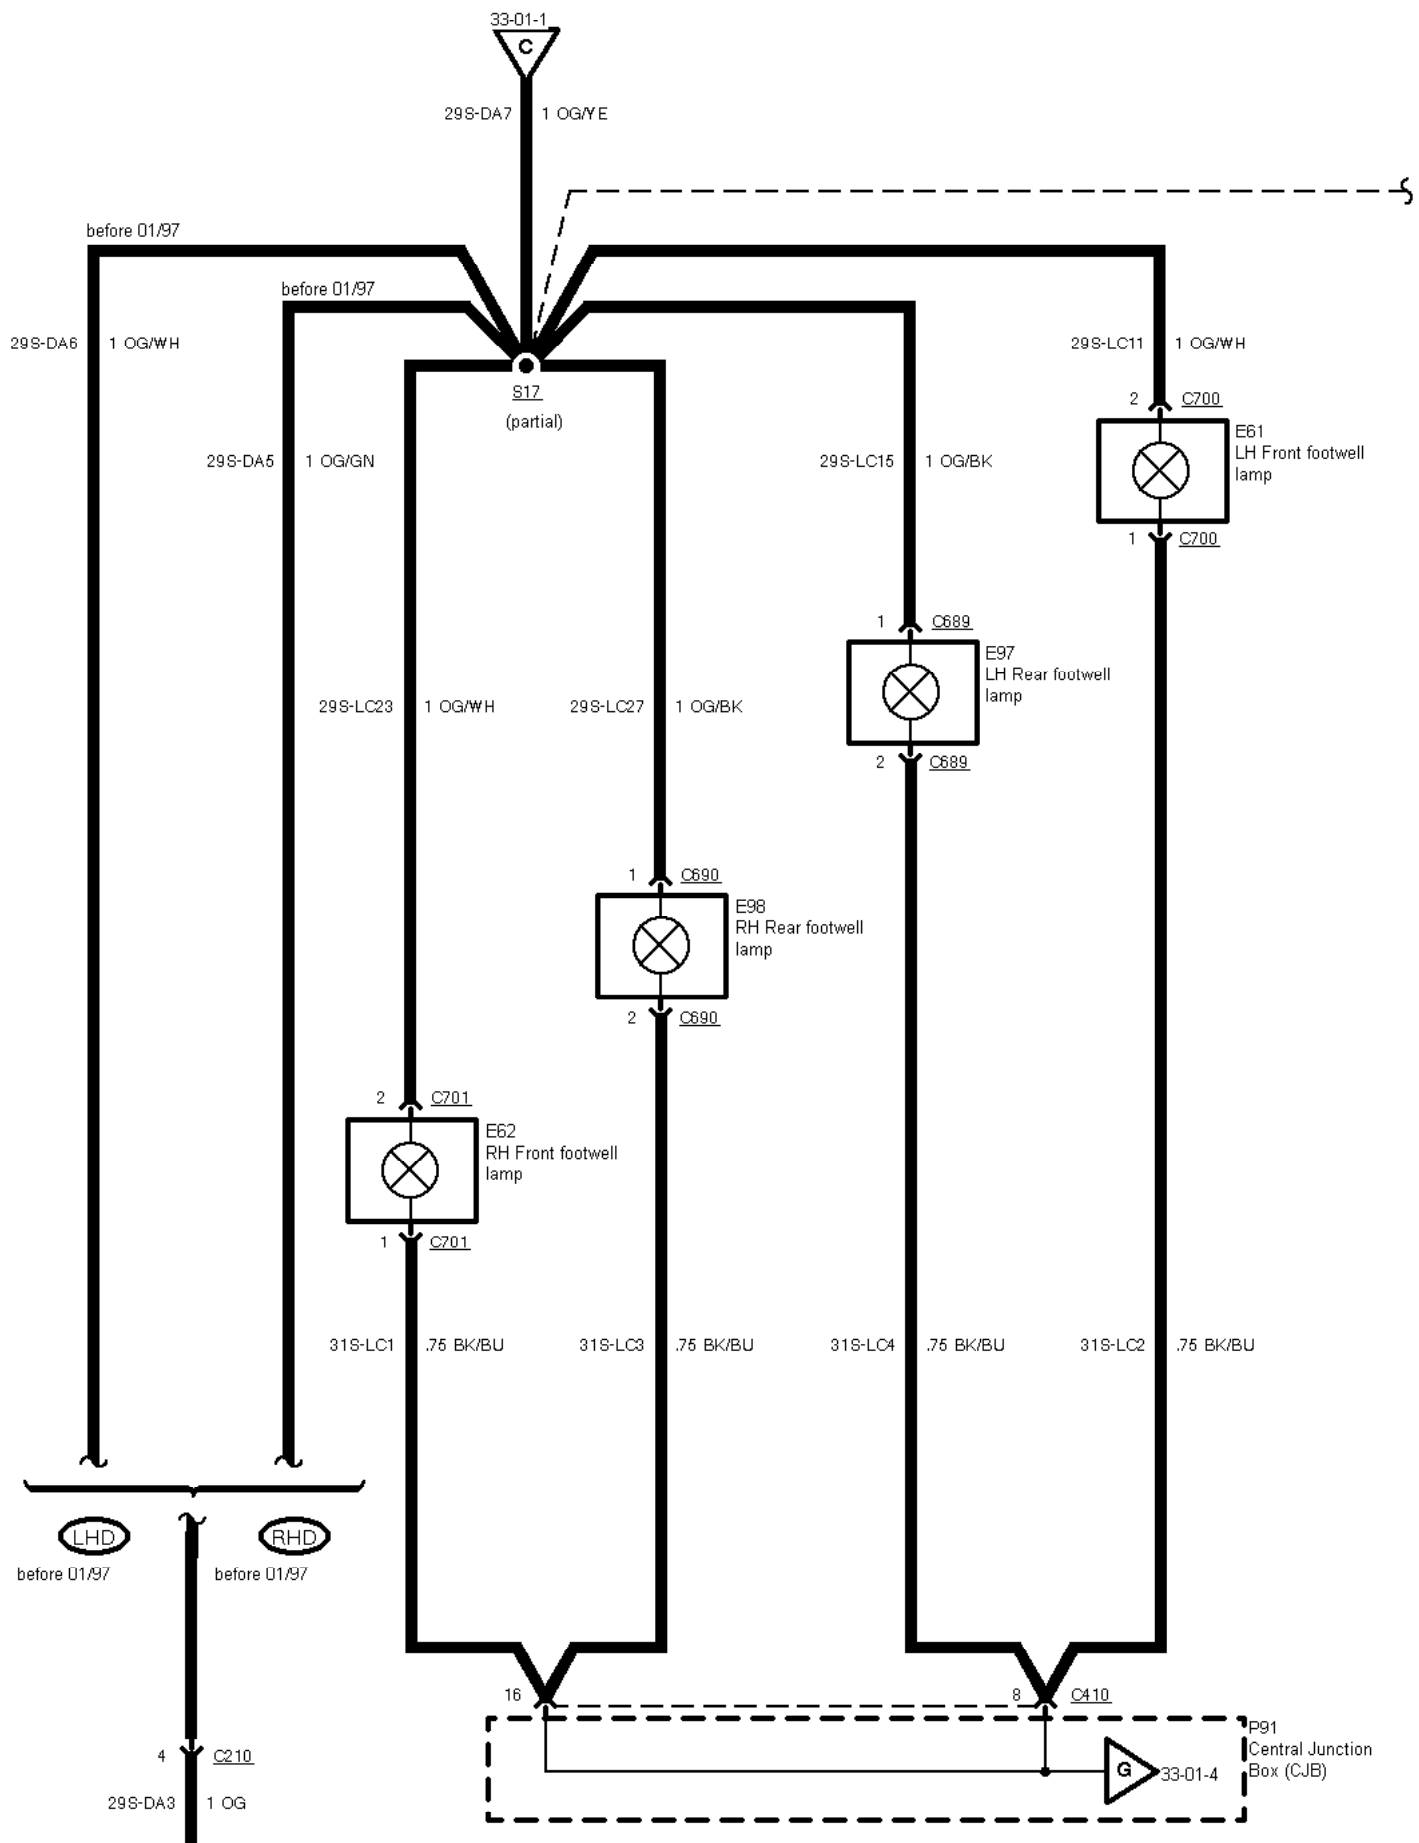 33-01-1
C
29S-DA7 1 OG/YE
before 01/97
before 01/97
29S-DA6 1 OG/WH
29S-LC11 1 OG/WH
S17
(partial)
2 C700
E61
LH Front footwell
lamp
29S-DA5 1 OG/GN
29S-LC15 1 OG/BK
1 C700
1 C689
E97
LH Rear footwell
lamp
29S-LC23 1 OG/WH
29S-LC27 1 OG/BK
2 C689
1 C690
E98
RH Rear footwell
lamp
2 C690
2 C701
E62
RH Front footwell
lamp
1 C701
31S-LC1 .75 BK/BU
31S-LC3 .75 BK/BU
31S-LC4 .75 BK/BU
31S-LC2 .75 BK/BU
LHD
RHD
before 01/97
before 01/97
16
8 C410
P91
Central Junction
Box (CJB)
G
33-01-4
4 C210
29S-DA3 1 OG